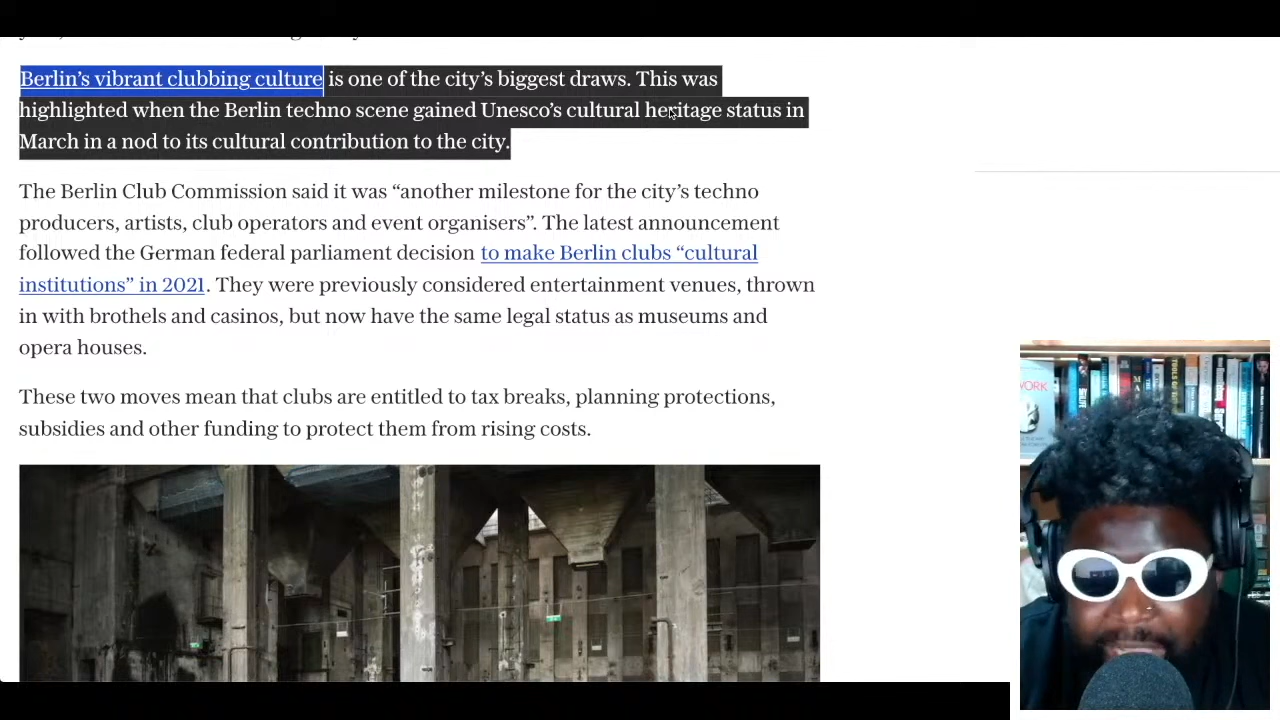 Berlin’s vibrant clubbing culture is one of the city’s biggest draws. This was
highlighted when the Berlin techno scene gained Unesco’s cultural heritage status in
March in a nod to its cultural contribution to the city.
The Berlin Club Commission said it was “another milestone for the city’s techno
producers, artists, club operators and event organisers”. The latest announcement
followed the German federal parliament decision to make Berlin clubs “cultural
institutions” in 2021. They were previously considered entertainment venues, thrown
in with brothels and casinos, but now have the same legal status as museums and
opera houses.
These two moves mean that clubs are entitled to tax breaks, planning protections,
subsidies and other funding to protect them from rising costs.
WORK